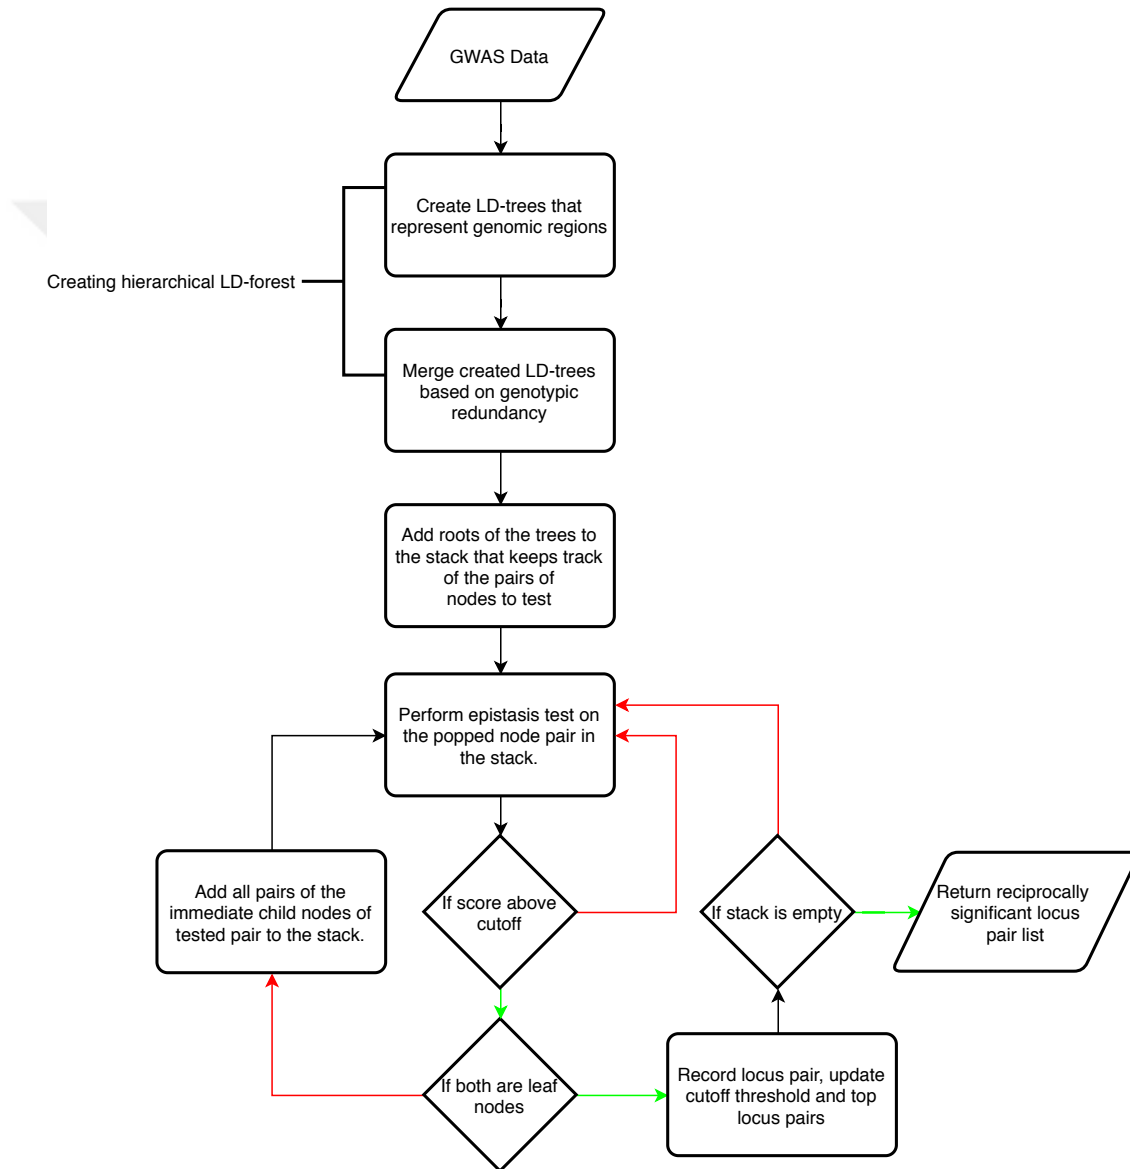 GWAS Data
Create LD-trees that
represent genomic regions
Creating hierarchical LD-forest
Merge created LD-trees
based on genotypic
redundancy
Add roots of the trees to
the stack that keeps track
of the pairs of
nodes to test
Perform epistasis test on
the popped node pair in
the stack.
Add all pairs of the
immediate child nodes of
tested pair to the stack.
If score above
cutoff
If stack is empty
Return reciprocally
significant locus
pair list
If both are leaf
nodes
Record locus pair, update
cutoff threshold and top
locus pairs